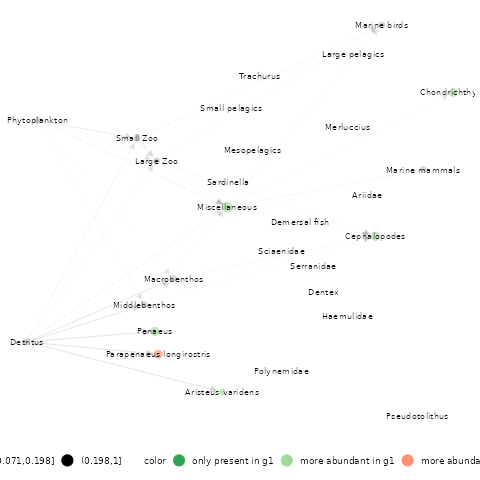 Marine birds
Large pelagics
Trachurus
Chondrichthy
Small pelagics
Phytoplankton
Merluccius
Small Zoo
Mesopelagics
Large Zoo
Marine mammals
Sardinella
Ariidae
Miscellaneous
Demersal fish
Cephalopodes
Sciaenidae
Serranidae
Macrobenthos
Dentex
Middlebenthos
Haemulidae
Penaeus
Detritus
Parapenaeus longirostris
Polynemidae
Aristeus varidens
Pseudotolithus
0.071,0.198] (0.198,1] color only present in g1 more abundant in g1 more abunda